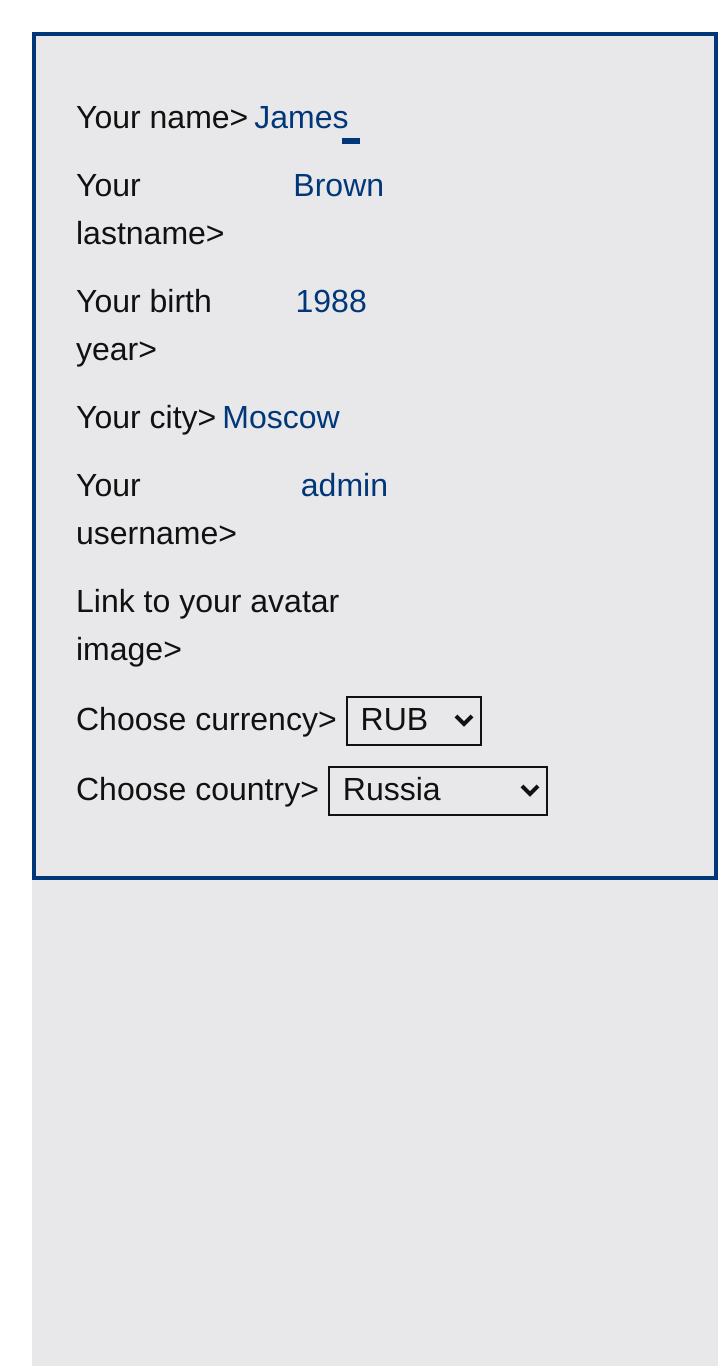 Your name> James_
Your Brown
lastname>
Your birth 1988
year>
Your city> Moscow
Your admin
username>
Link to your avatar
image>
Choose currency> RUB
Choose country> Russia